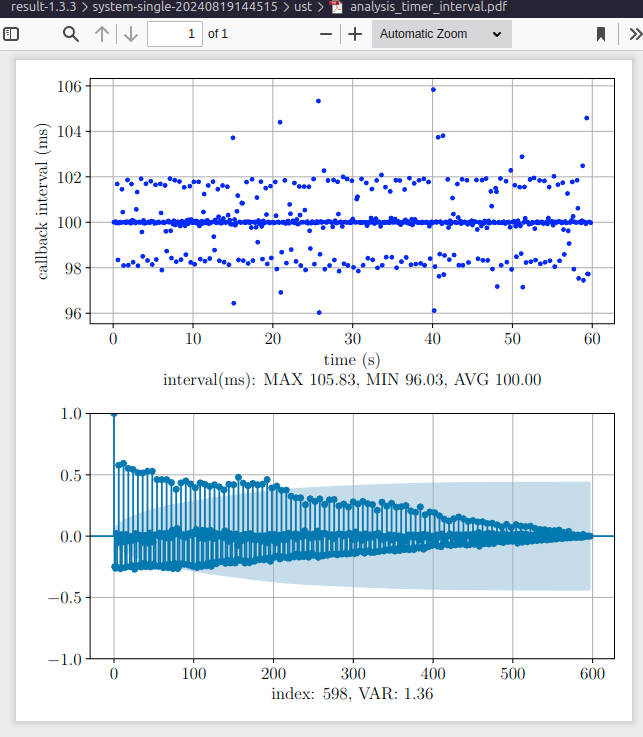 result-1.3.3 > system-single-20240819144515 > ust > analysis_timer_interval.pdf
1 of 1 Automatic Zoom
106
104
102
100
98
96
callback interval (ms)
0 10 20 30 40 50 60
time (s)
interval(ms): MAX 105.83, MIN 96.03, AVG 100.00
1.0
0.5
0.0
−0.5
−1.0
0 100 200 300 400 500 600
index: 598, VAR: 1.36